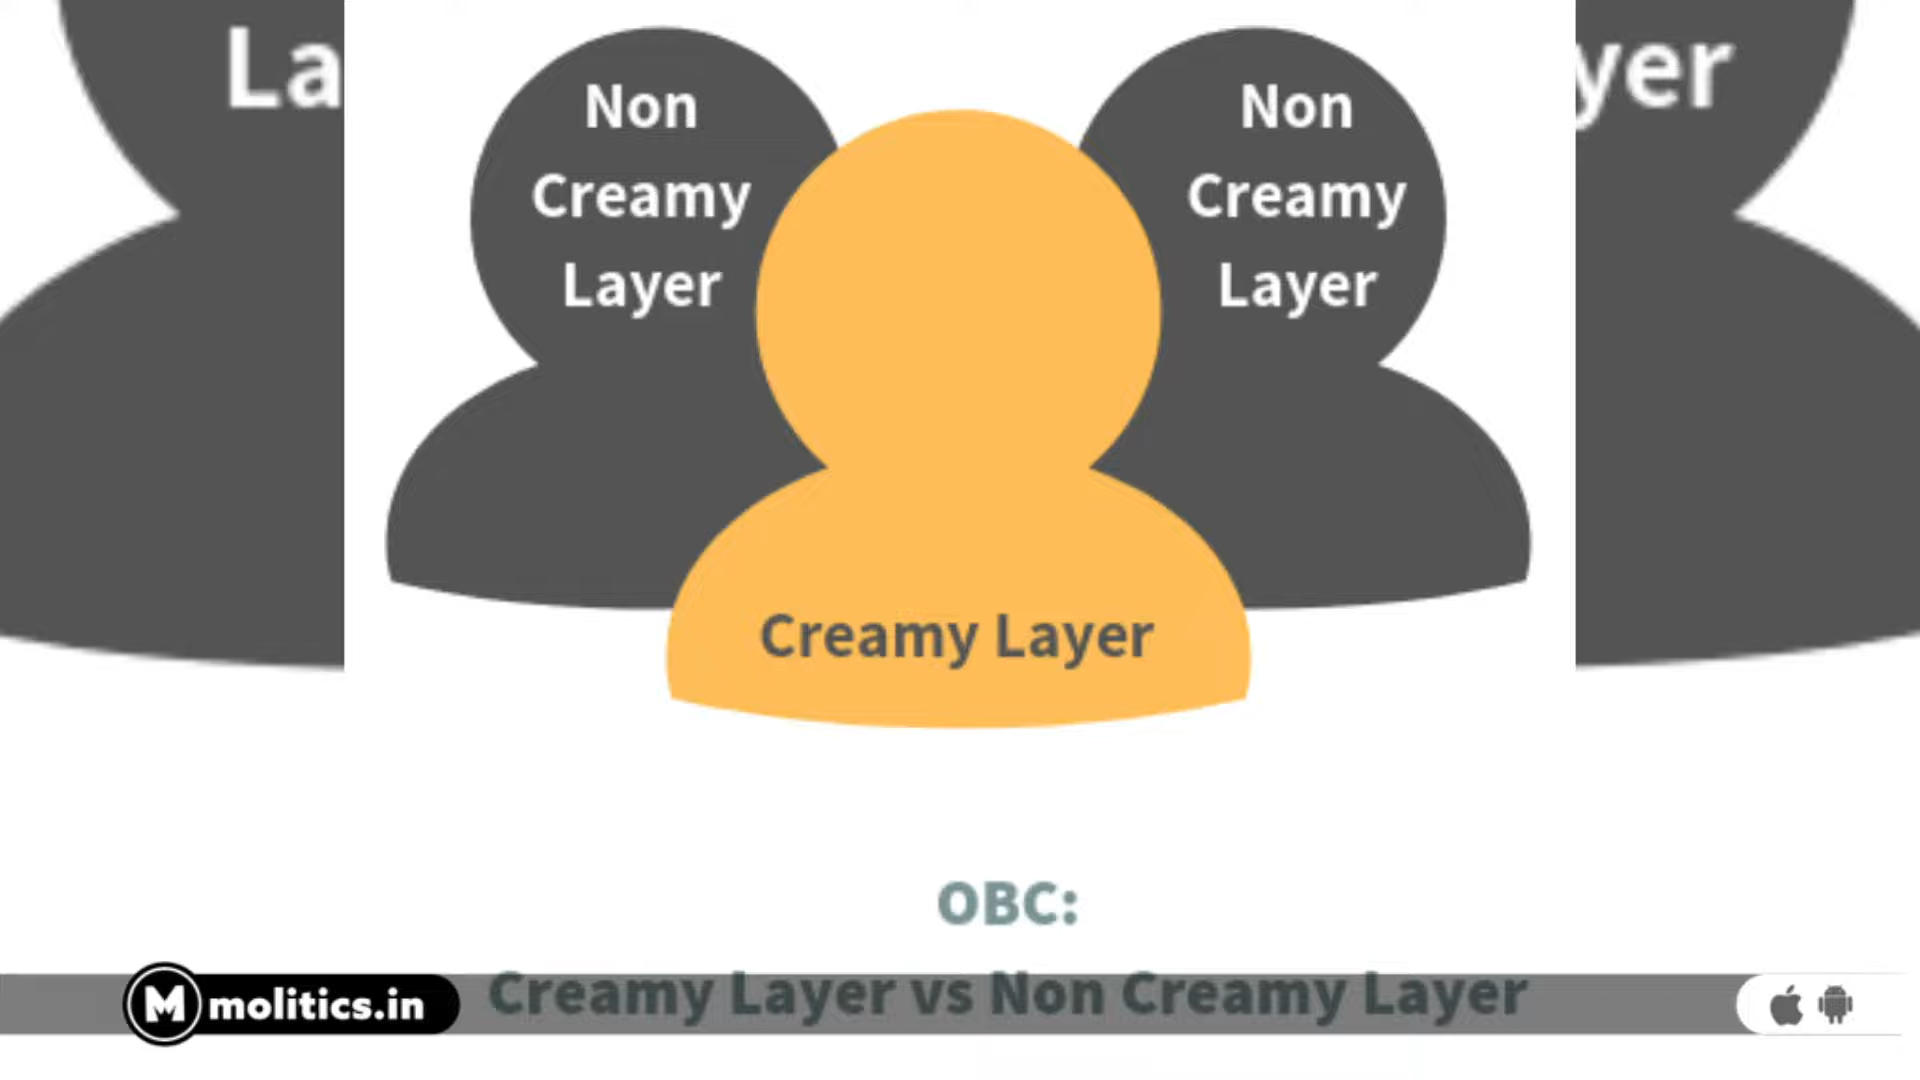 La
Non
Creamy
Layer
Non
Creamy
Layer
yer
Creamy Layer
OBC:
Creamy Layer vs Non Creamy Layer
M molitics.in